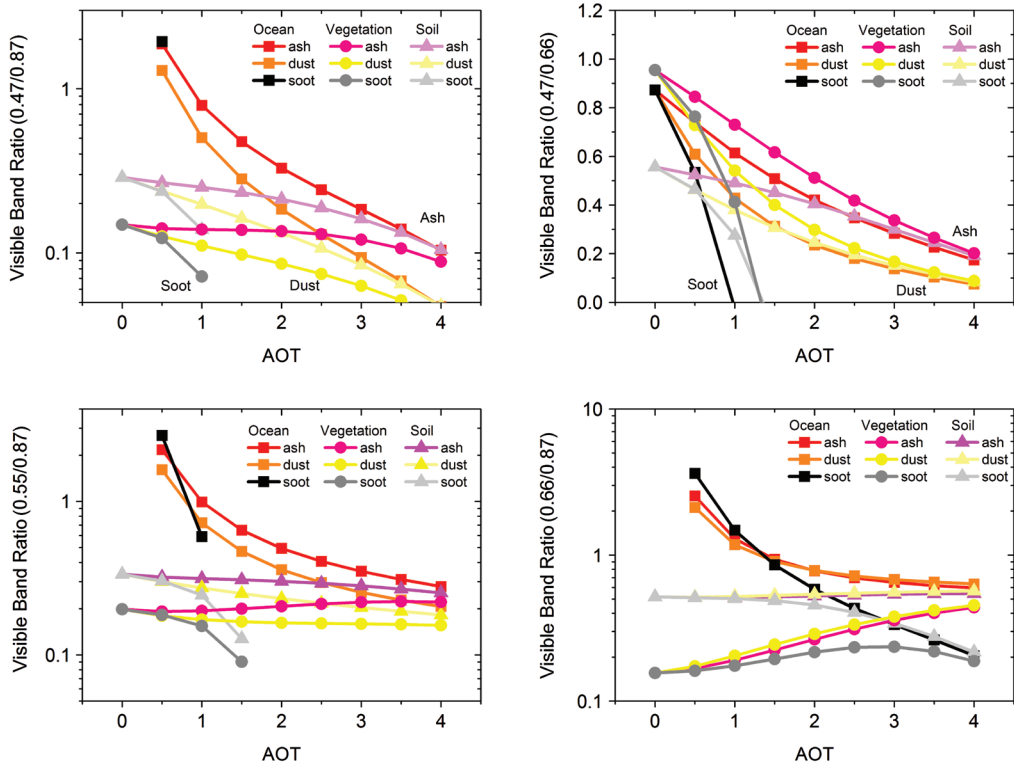 Visible Band Ratio (0.47/0.87)
1
0.1
Ocean Vegetation Soil
ash ash ash
dust dust dust
soot soot soot
Ash
Soot
Dust
0 1 2 3 4
AOT
Visible Band Ratio (0.47/0.66)
1.2
1.0
0.8
0.6
0.4
0.2
0.0
Ocean Vegetation Soil
ash ash ash
dust dust dust
soot soot soot
Ash
Soot
Dust
0 1 2 3 4
AOT
Visible Band Ratio (0.55/0.87)
1
0.1
Ocean Vegetation Soil
ash ash ash
dust dust dust
soot soot soot
0 1 2 3 4
AOT
Visible Band Ratio (0.66/0.87)
10
1
0.1
Ocean Vegetation Soil
ash ash ash
dust dust dust
soot soot soot
0 1 2 3 4
AOT